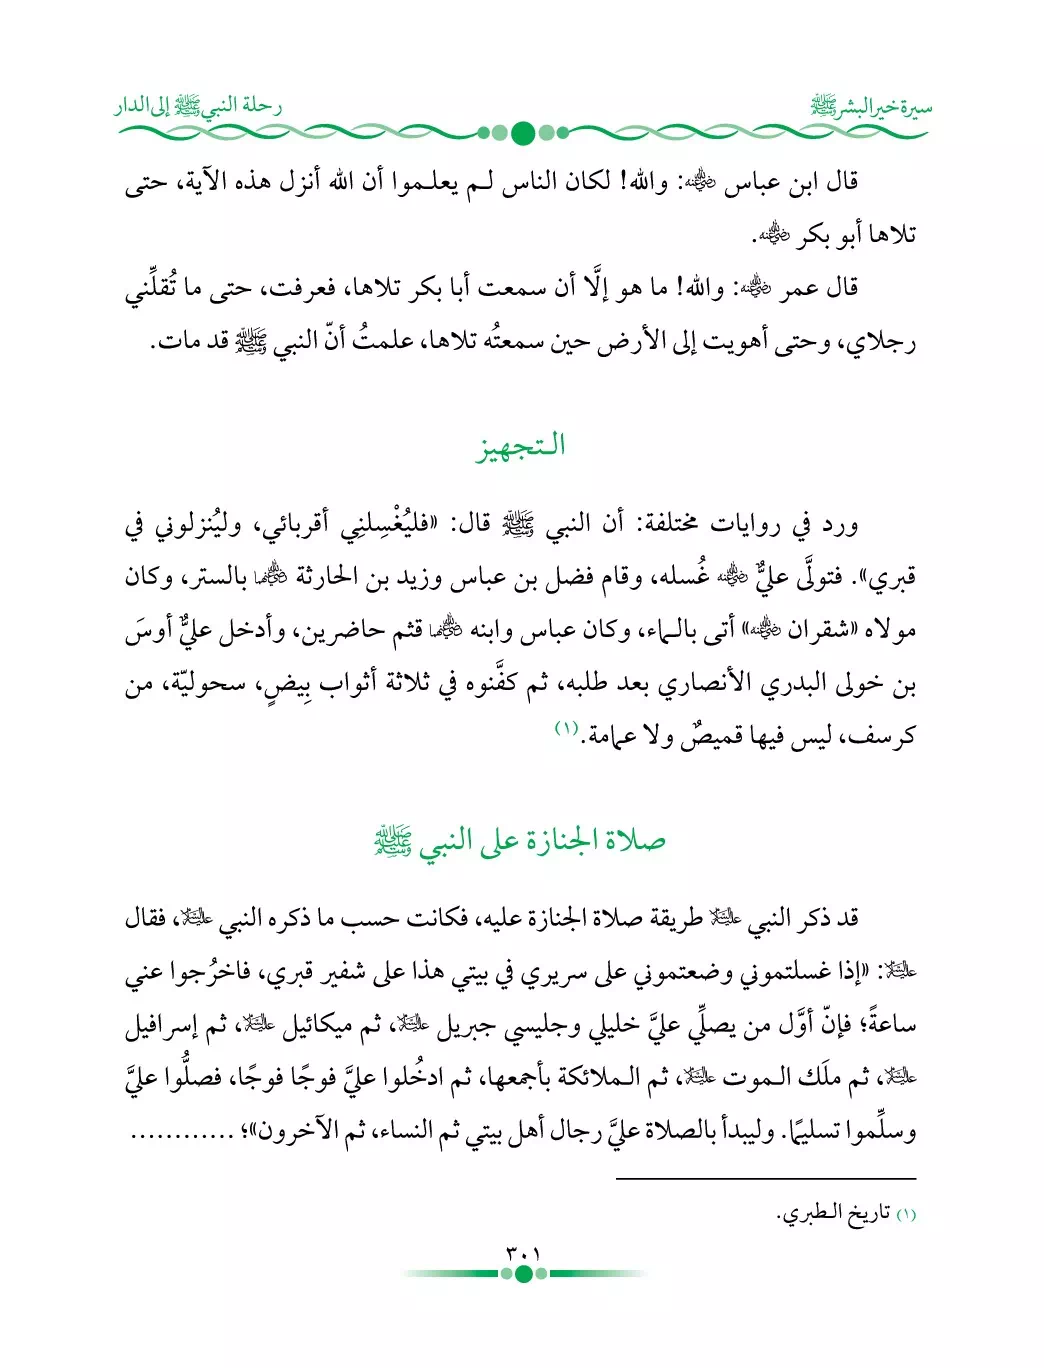 سيرة خير البشر ﷺ
رحلة النبي ﷺ إلى الدار
قال ابن عباس رضي الله عنه: والله! لكان الناس لـم يعلـموا أن الله أنزل هذه الآية، حتى
تلاها أبو بكر رضي الله عنه.
قال عمر رضي الله عنه: والله! ما هو إلَّا أن سمعت أبا بكر تلاها، فعرفت، حتى ما تُقلِّني
رجلاي، وحتى أهويت إلى الأرض حين سمعتُه تلاها، علمتُ أنّ النبي ﷺ قد مات.
الـتجهيز
ورد في روايات مختلفة: أن النبي ﷺ قال: «فليُغْسِلنِي أقربائي، وليُنزلوني في
قبري». فتولَّى عليٌّ رضي الله عنه غُسله، وقام فضل بن عباس وزيد بن الحارثة رضي الله عنهما بالستر، وكان
مولاه «شقران رضي الله عنه» أتى بالـماء، وكان عباس وابنه رضي الله عنهما قثم حاضرين، وأدخل عليٌّ أوسَ
بن خولى البدري الأنصاري بعد طلبه، ثم كفَّنوه في ثلاثة أثواب بِيضٍ، سحوليّة، من
كرسف، ليس فيها قميصٌ ولا عمامة.(١)
صلاة الجنازة على النبي ﷺ
قد ذكر النبي عليه السلام طريقة صلاة الجنازة عليه، فكانت حسب ما ذكره النبي عليه السلام، فقال
عليه السلام: «إذا غسلتموني وضعتموني على سريري في بيتي هذا على شفير قبري، فاخرُجوا عني
ساعةً؛ فإنّ أوَّل من يصلِّي عليَّ خليلي وجليسي جبريل عليه السلام، ثم ميكائيل عليه السلام، ثم إسرافيل
عليه السلام، ثم ملَك الـموت عليه السلام، ثم الـملائكة بأجمعها، ثم ادخُلوا عليَّ فوجًا فوجًا، فصلُّوا عليَّ
وسلِّموا تسليمًا. وليبدأ بالصلاة عليَّ رجال أهل بيتي ثم النساء، ثم الآخرون»؛ ............
(١) تاريخ الـطبري.
٣٠١